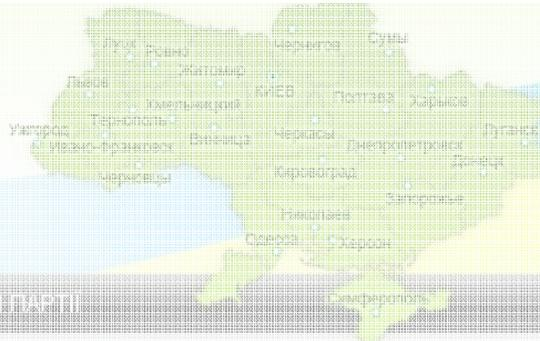 Чернигов Сумы
Луцк Ровно
Житомир
Львов КИЕВ Полтава Харьков
Хмельницкий
Тернополь
Ужгород Винница Черкассы Луганск
Ивано-франковск Днепропетровск
Донецк
Черновцы Кировоград
Запорожье
Николаев
Одесса Херсон
Симферополь
ПАРТІЇ